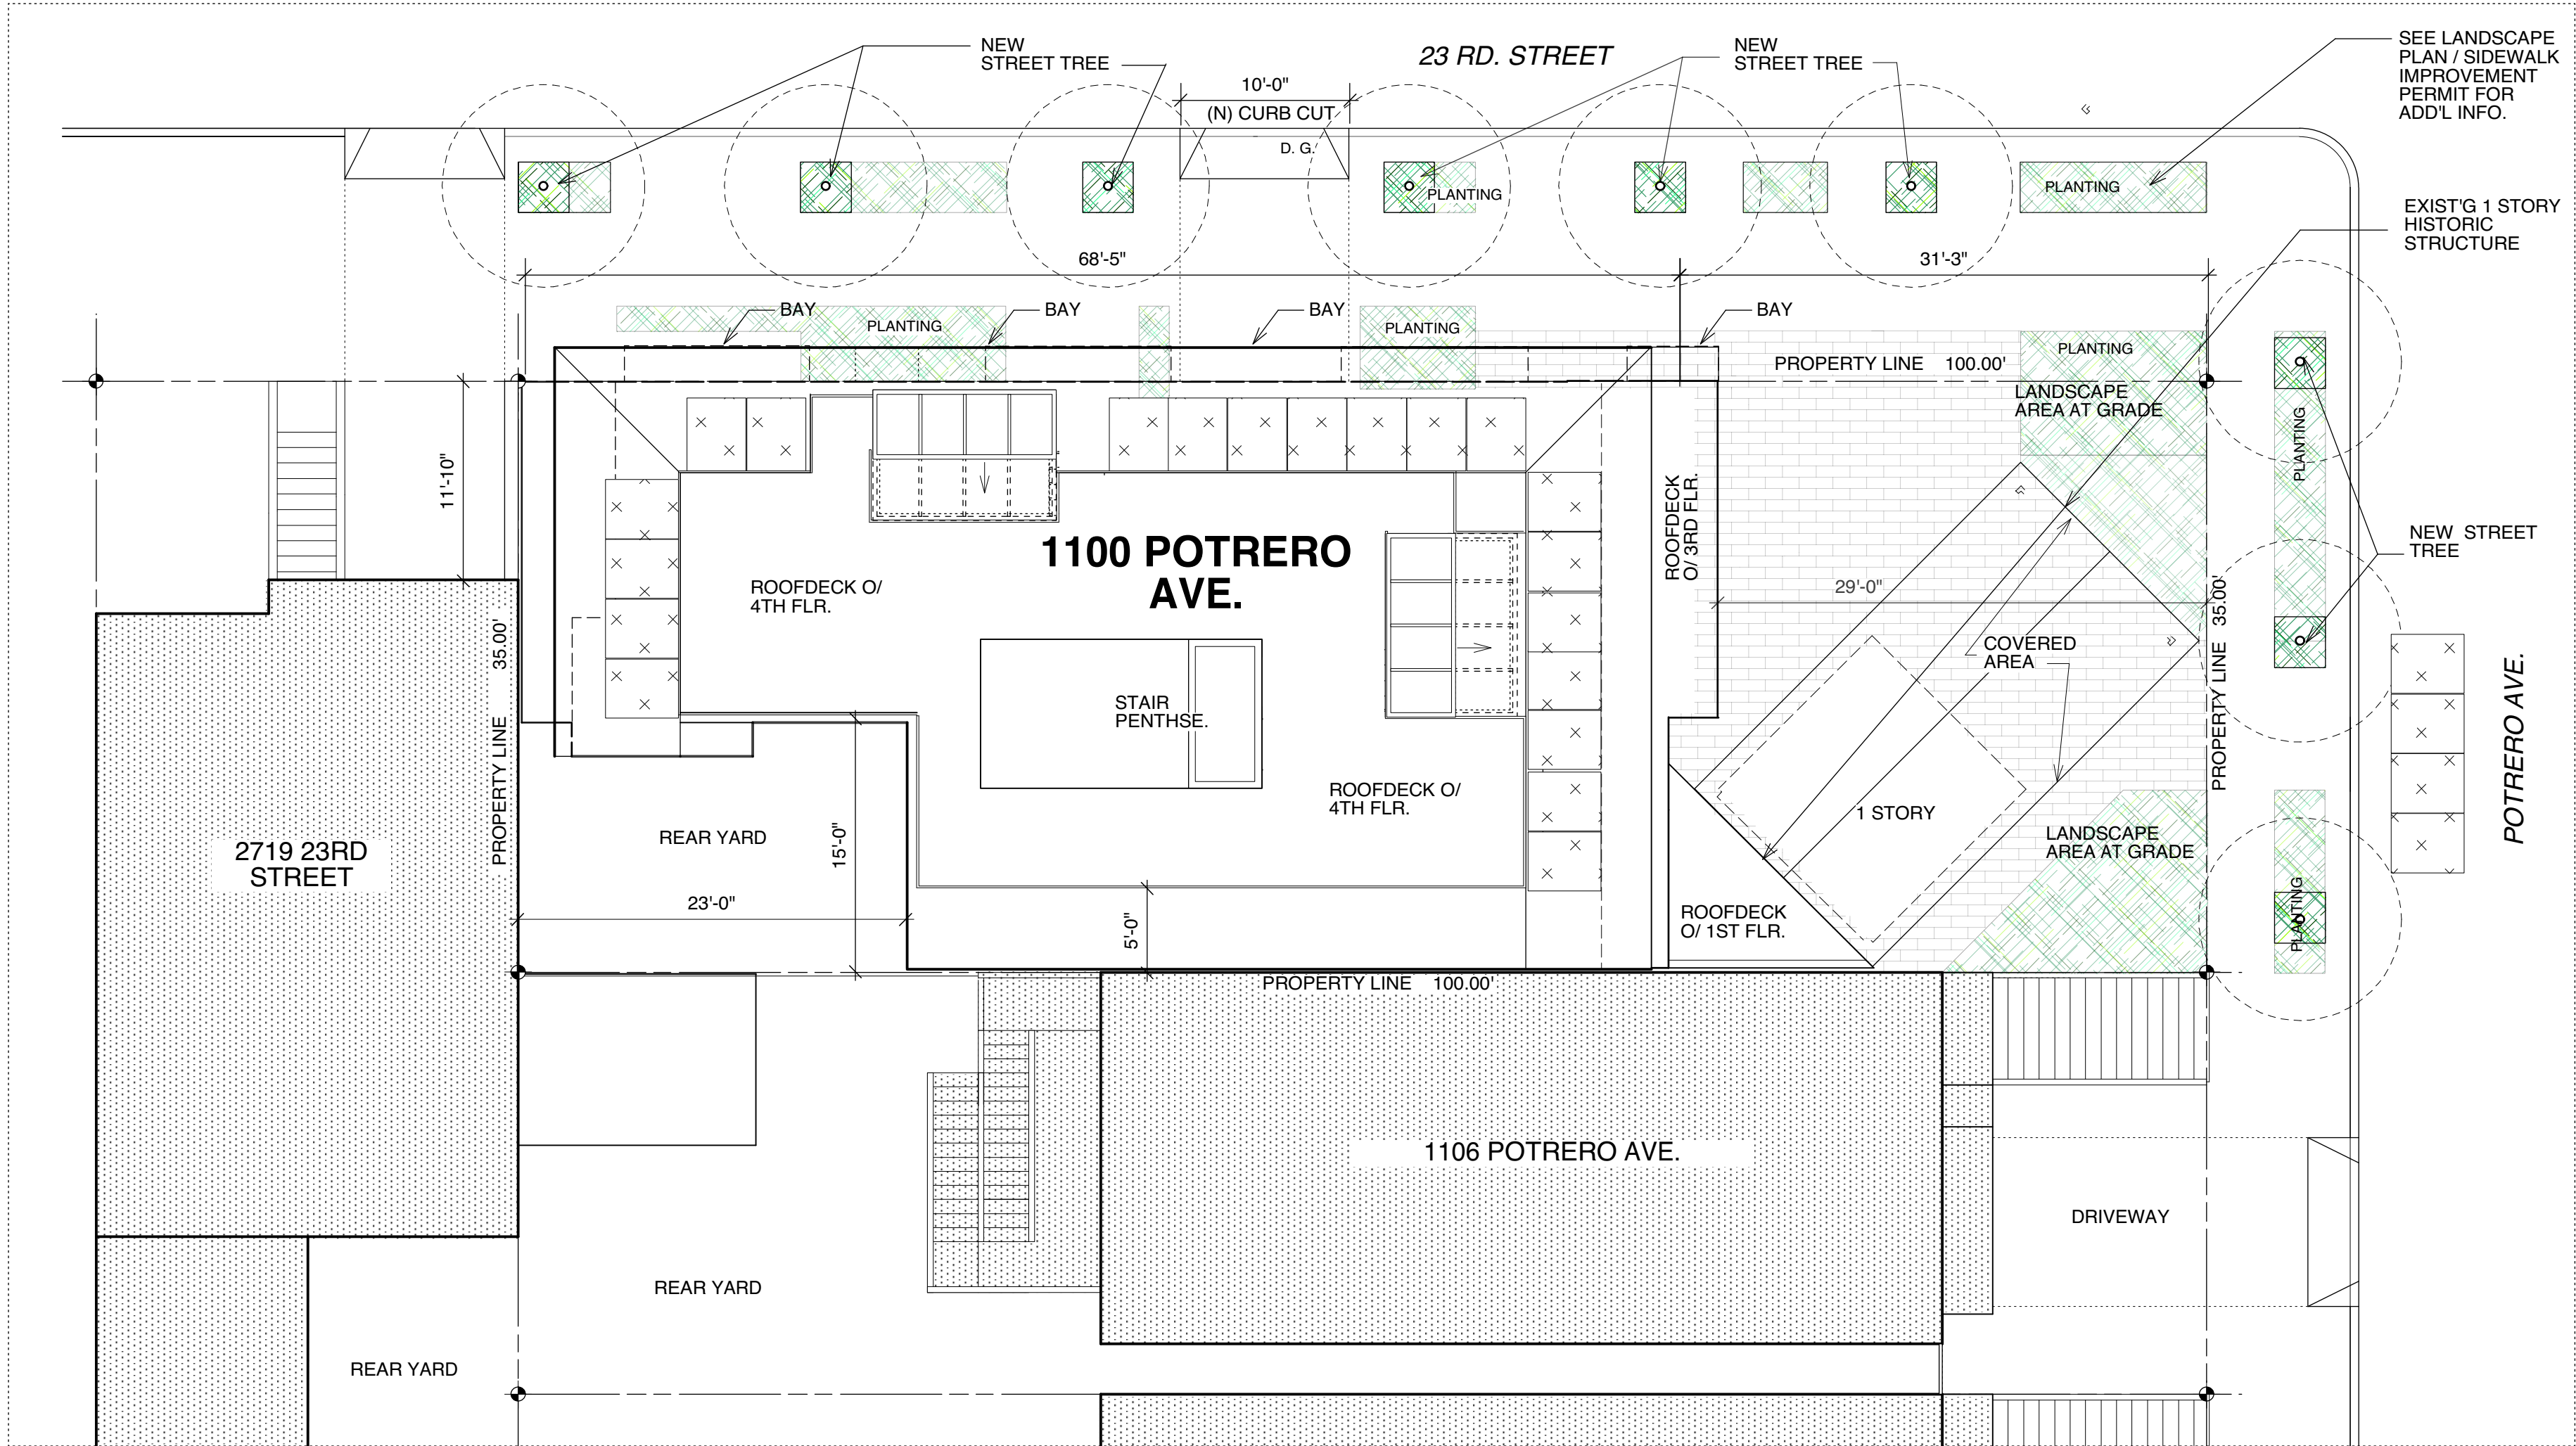 NEW
STREET TREE
23 RD. STREET
NEW
STREET TREE
SEE LANDSCAPE
PLAN / SIDEWALK
IMPROVEMENT
PERMIT FOR
ADD'L INFO.
10'-0"
(N) CURB CUT
D. G.
PLANTING
PLANTING
EXIST'G 1 STORY
HISTORIC
STRUCTURE
68'-5"
31'-3"
BAY
BAY
BAY
BAY
PLANTING
PLANTING
PLANTING
PROPERTY LINE 100.00'
LANDSCAPE
AREA AT GRADE
PLANTING
11'-10"
ROOFDECK
O/ 3RD FLR.
1100 POTRERO
AVE.
NEW STREET
TREE
ROOFDECK O/
4TH FLR.
29'-0"
PROPERTY LINE 35.00'
COVERED
AREA
PROPERTY LINE 35.00'
STAIR
PENTHSE.
POTRERO AVE.
ROOFDECK O/
4TH FLR.
1 STORY
REAR YARD
15'-0"
LANDSCAPE
AREA AT GRADE
2719 23RD
STREET
23'-0"
5'-0"
ROOFDECK
O/ 1ST FLR.
PLANTING
PROPERTY LINE 100.00'
1106 POTRERO AVE.
DRIVEWAY
REAR YARD
REAR YARD